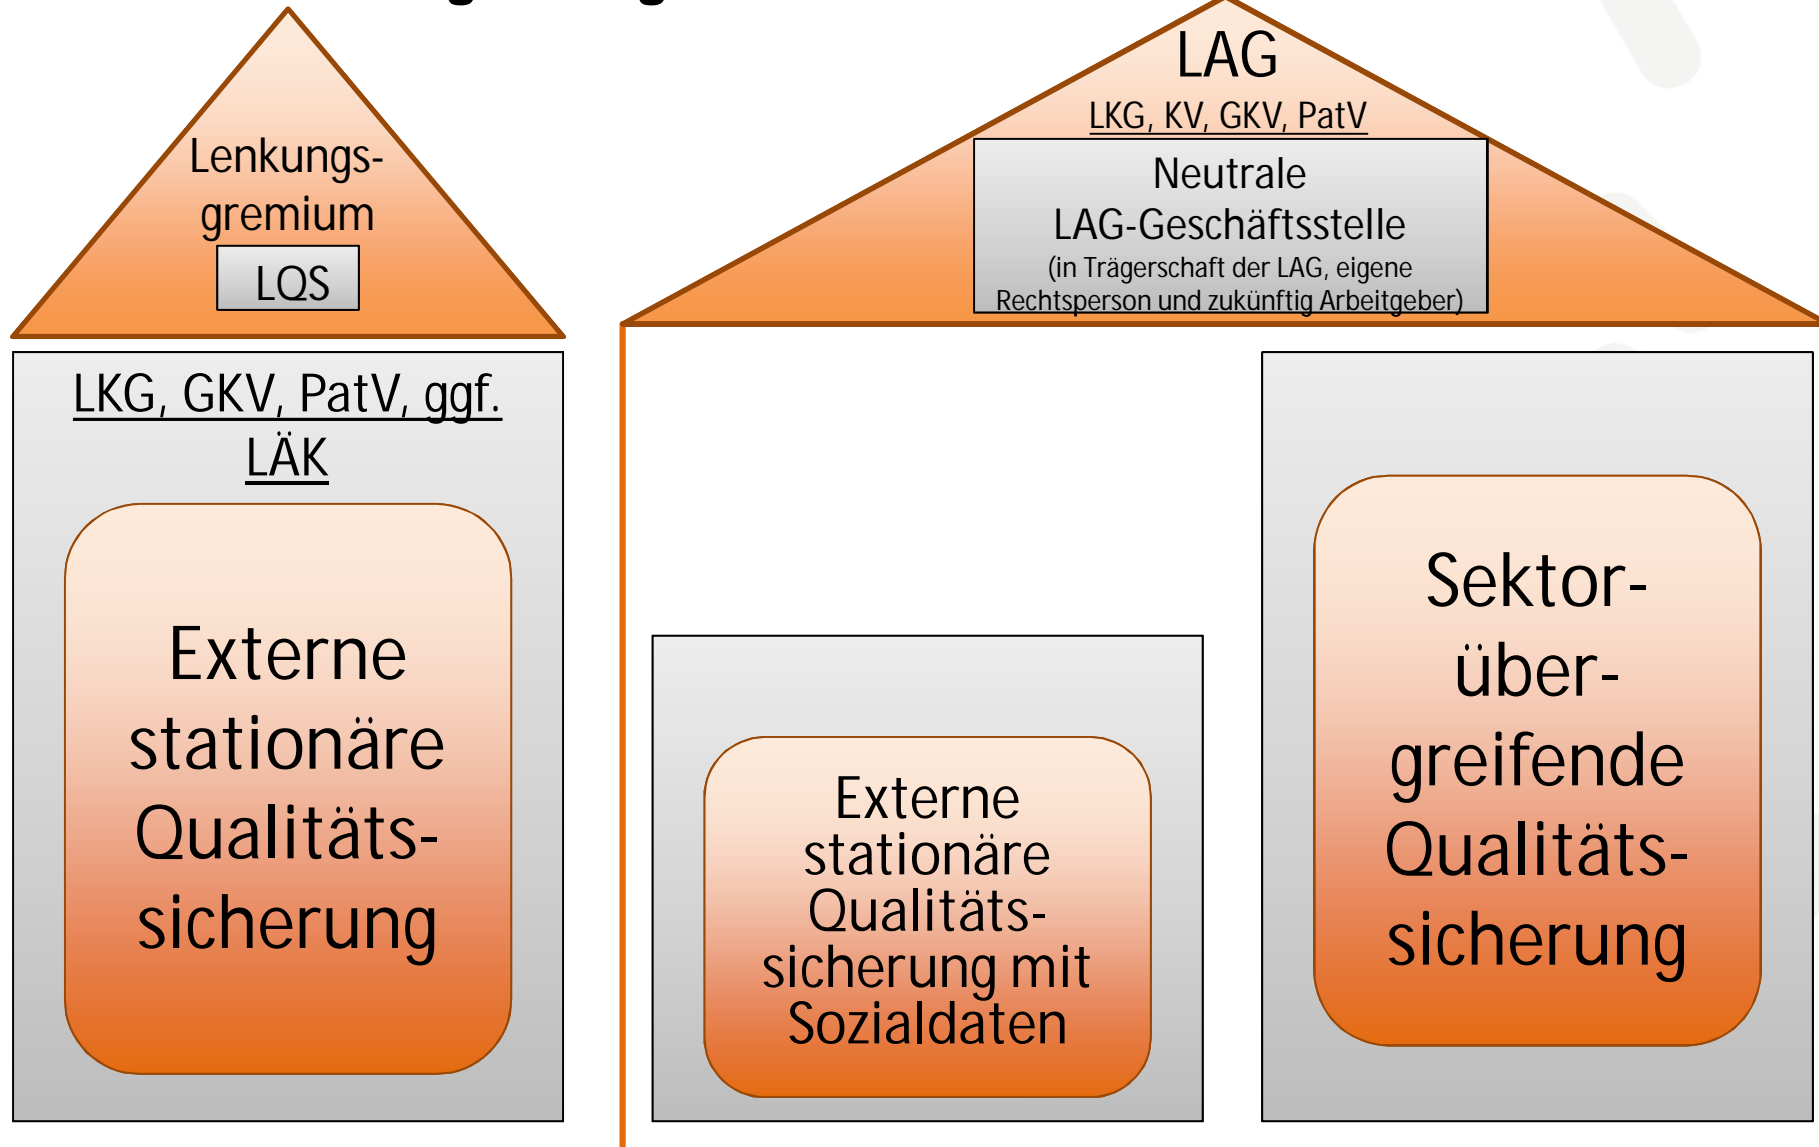 Lenkungs-
gremium
LQS
LKG, GKV, PatV, ggf.
LÄK
Externe
stationäre
Qualitäts-
sicherung
LAG
LKG, KV, GKV, PatV
Neutrale
LAG-Geschäftsstelle
(in Trägerschaft der LAG, eigene
Rechtsperson und zukünftig Arbeitgeber)
Externe
stationäre
Qualitäts-
sicherung mit
Sozialdaten
Sektor-
über-
greifende
Qualitäts-
sicherung